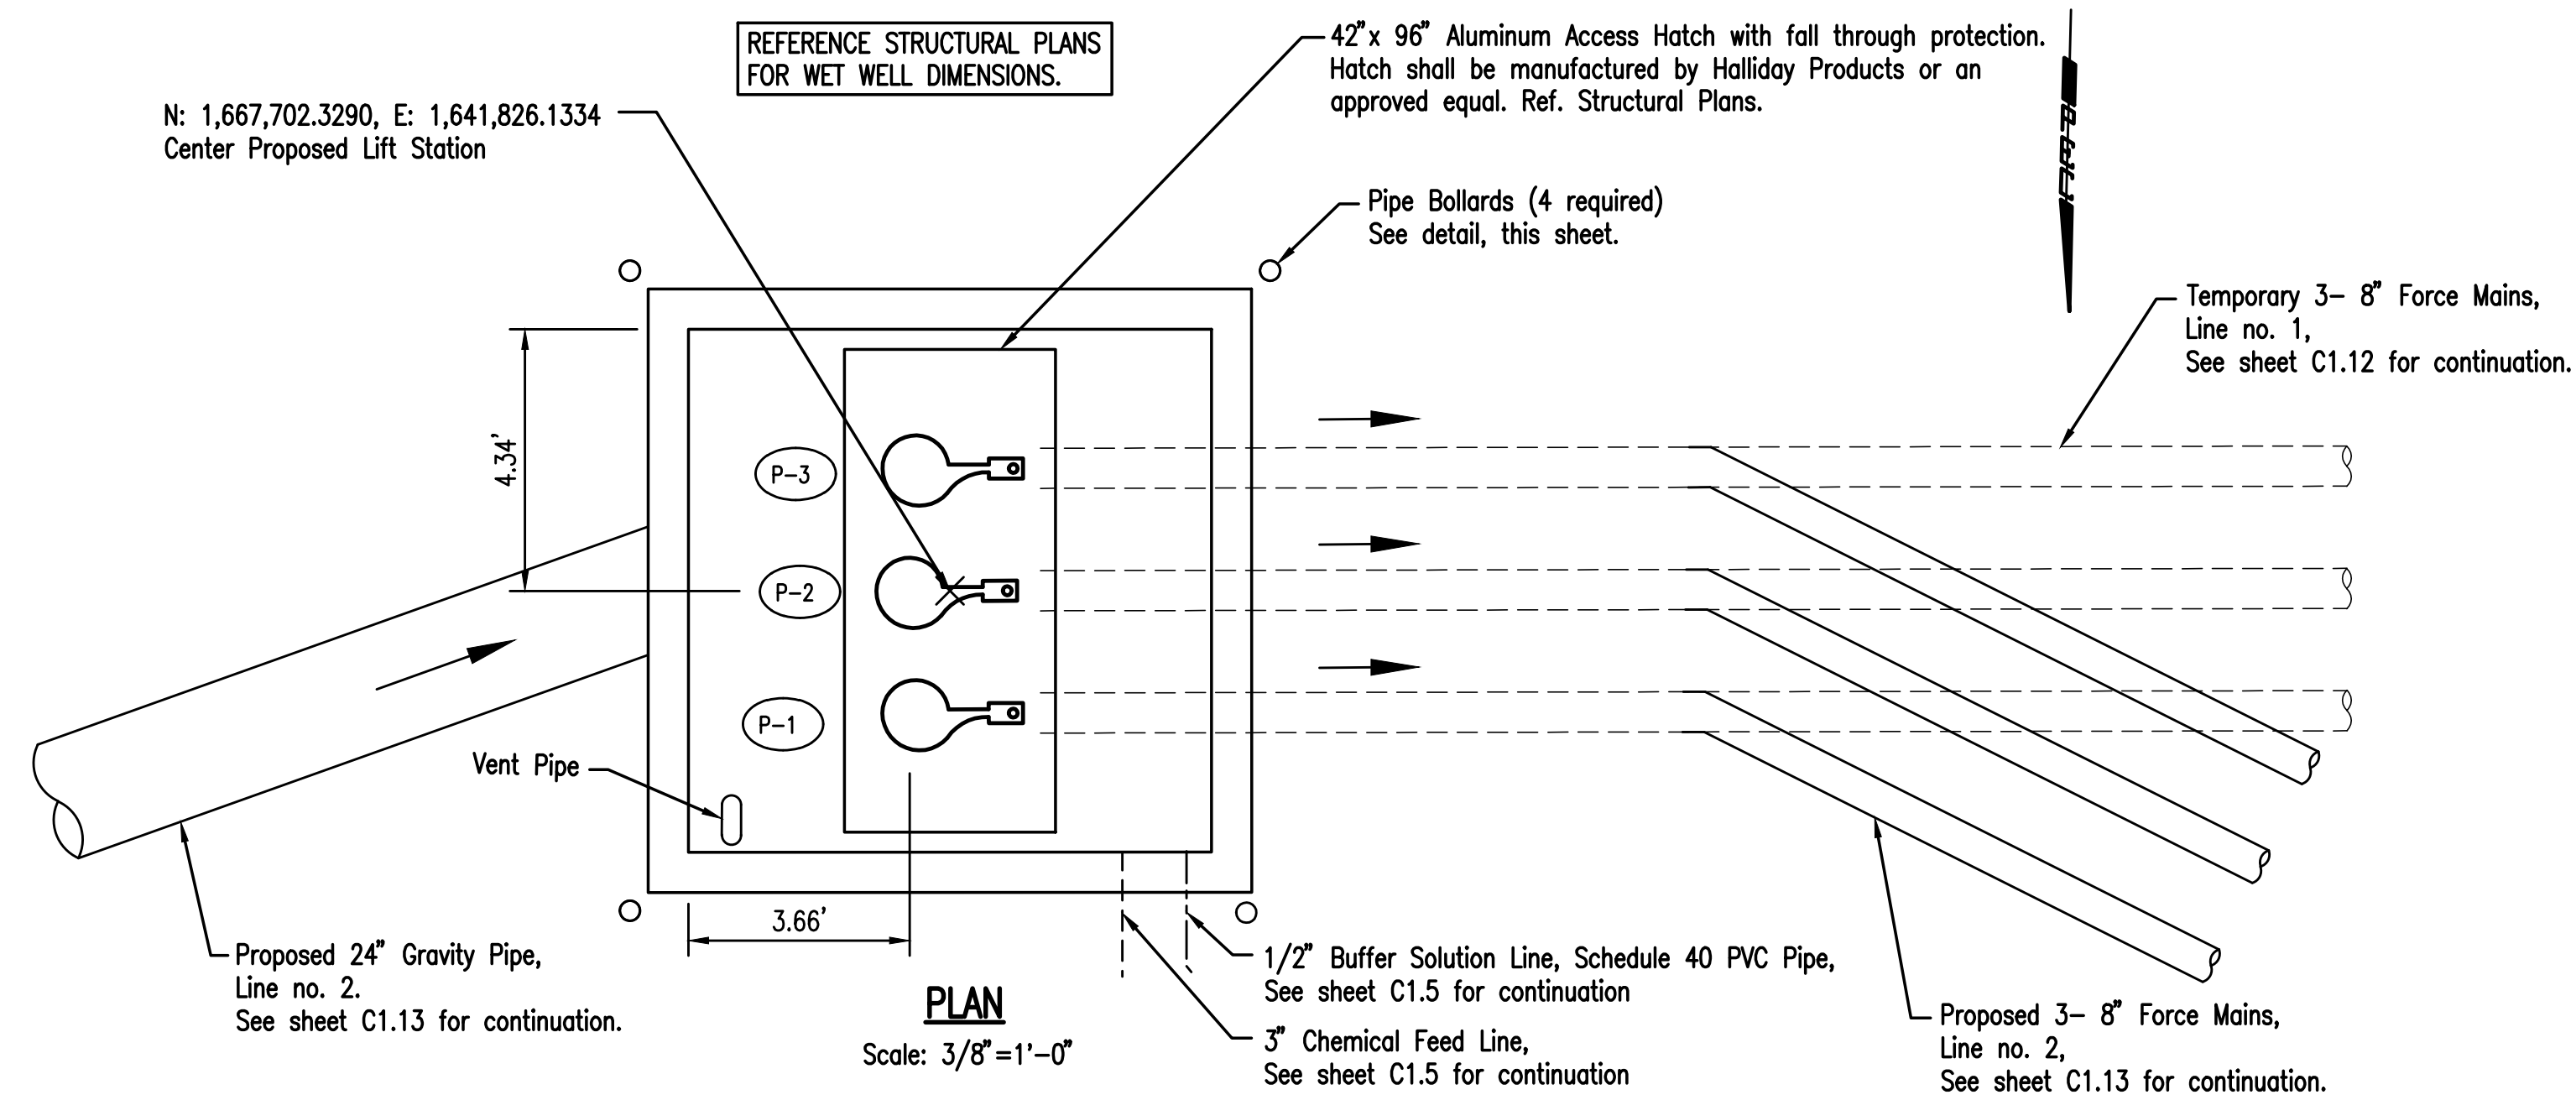 REFERENCE STRUCTURAL PLANS
FOR WET WELL DIMENSIONS.
42"x 96" Aluminum Access Hatch with fall through protection.
Hatch shall be manufactured by Halliday Products or an
approved equal. Ref. Structural Plans.
N: 1,667,702.3290, E: 1,641,826.1334
Center Proposed Lift Station
Pipe Bollards (4 required)
See detail, this sheet.
Temporary 3- 8" Force Mains,
Line no. 1,
See sheet C1.12 for continuation.
4.34'
P-3
P-2
P-1
Vent Pipe
3.66'
Proposed 24" Gravity Pipe,
Line no. 2.
See sheet C1.13 for continuation.
PLAN
Scale: 3/8"=1'-0"
1/2" Buffer Solution Line, Schedule 40 PVC Pipe,
See sheet C1.5 for continuation
3" Chemical Feed Line,
See sheet C1.5 for continuation
Proposed 3- 8" Force Mains,
Line no. 2,
See sheet C1.13 for continuation.